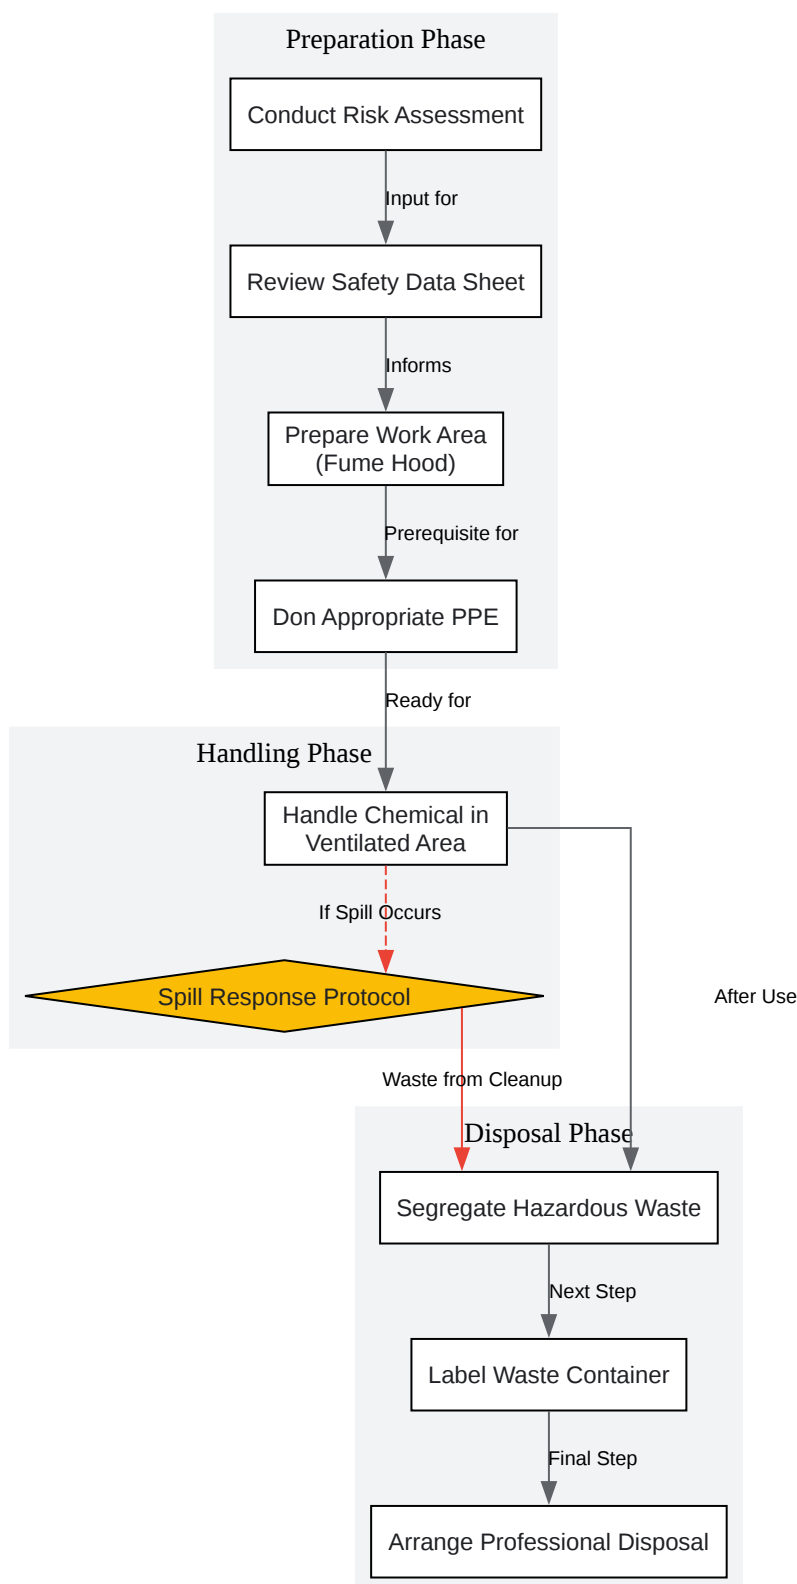 Preparation Phase
Conduct Risk Assessment
Input for
Review Safety Data Sheet
Informs
Prepare Work Area
(Fume Hood)
Prerequisite for
Don Appropriate PPE
Ready for
Handling Phase
Handle Chemical in
Ventilated Area
If Spill Occurs
Spill Response Protocol
After Use
Waste from Cleanup
Disposal Phase
Segregate Hazardous Waste
Next Step
Label Waste Container
Final Step
Arrange Professional Disposal